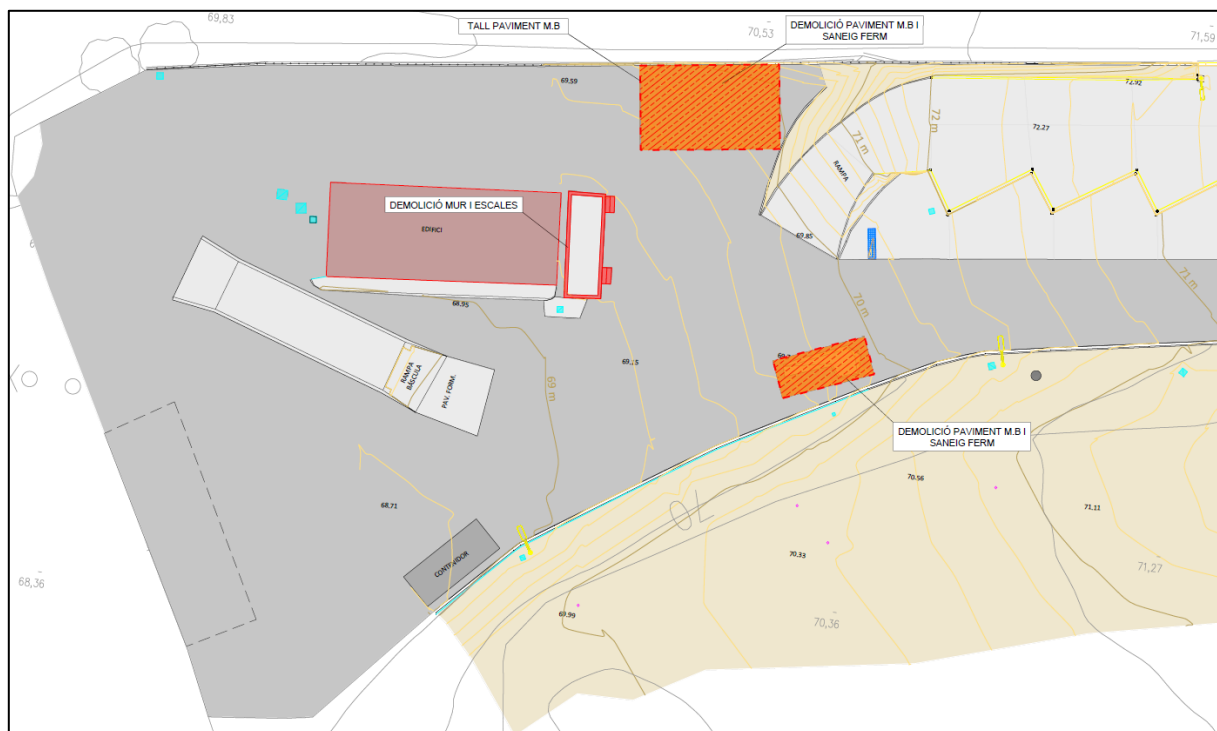 69,83
TALL PAVIMENT M.B
70,53
DEMOLICIÓ PAVIMENT M.B I
SANEIG FERM
71,59
69.59
72.92
72 m
72.27
71 m
RAMPA
DEMOLICIÓ MUR I ESCALES
EDIFICI
69.85
68.95
70 m
71 m
RAMPA
BÀSCULA
PAV. FORM.
69 m
DEMOLICIÓ PAVIMENT M.B I
SANEIG FERM
68.71
70.56
71.11
CONTENIDOR
70.33
71,27
68,36
69.99
70,36